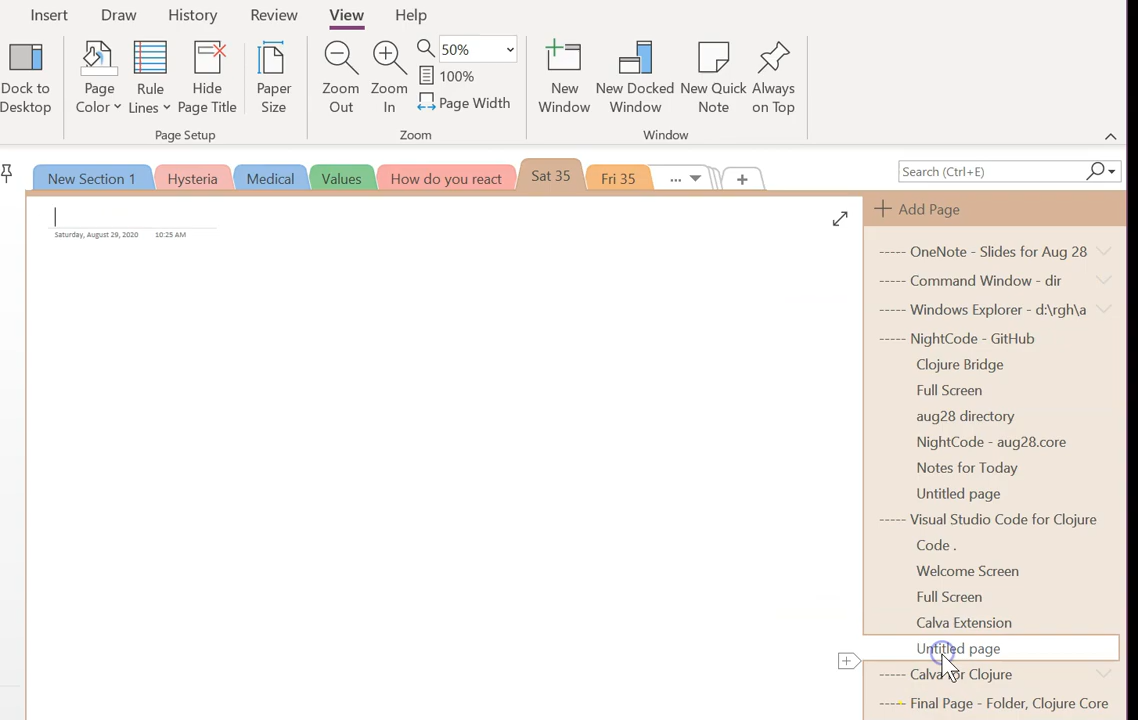 Insert Draw History Review View Help
50%
100%
Page Width
Dock to Desktop
Page Color
Rule Lines
Hide Page Title
Paper Size
Zoom Out
Zoom In
New Window
New Docked Window
New Quick Note
Always on Top
Page Setup
Zoom
Window
New Section 1 Hysteria Medical Values How do you react Sat 35 Fri 35 ... +
Search (Ctrl+E)
Add Page
Saturday, August 29, 2020 10:25 AM
----- OneNote - Slides for Aug 28
----- Command Window - dir
----- Windows Explorer - d:\rgh\a
----- NightCode - GitHub
Clojure Bridge
Full Screen
aug28 directory
NightCode - aug28.core
Notes for Today
Untitled page
----- Visual Studio Code for Clojure
Code .
Welcome Screen
Full Screen
Calva Extension
Untitled page
----- Calva for Clojure
----- Final Page - Folder, Clojure Core